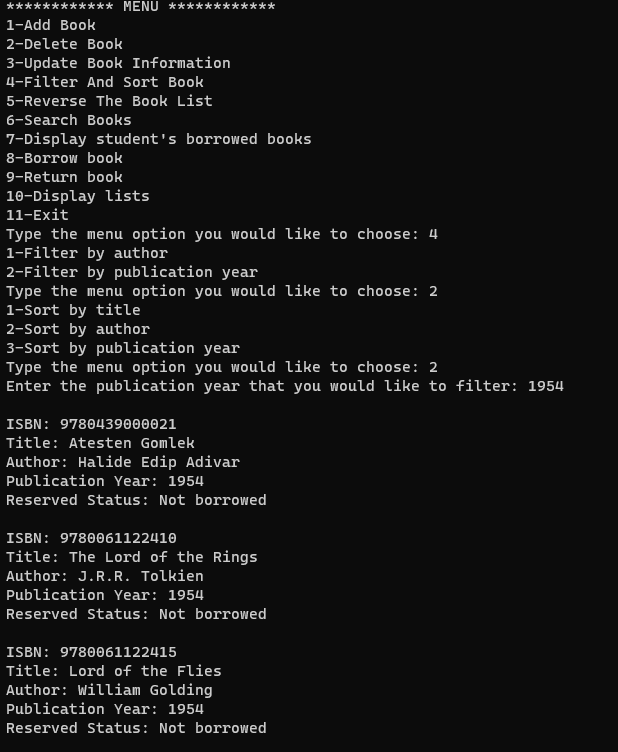 ************ MENU ************
1-Add Book
2-Delete Book
3-Update Book Information
4-Filter And Sort Book
5-Reverse The Book List
6-Search Books
7-Display student's borrowed books
8-Borrow book
9-Return book
10-Display lists
11-Exit
Type the menu option you would like to choose: 4
1-Filter by author
2-Filter by publication year
Type the menu option you would like to choose: 2
1-Sort by title
2-Sort by author
3-Sort by publication year
Type the menu option you would like to choose: 2
Enter the publication year that you would like to filter: 1954

ISBN: 9780439000021
Title: Atesten Gomlek
Author: Halide Edip Adivar
Publication Year: 1954
Reserved Status: Not borrowed

ISBN: 9780061122410
Title: The Lord of the Rings
Author: J.R.R. Tolkien
Publication Year: 1954
Reserved Status: Not borrowed

ISBN: 9780061122415
Title: Lord of the Flies
Author: William Golding
Publication Year: 1954
Reserved Status: Not borrowed